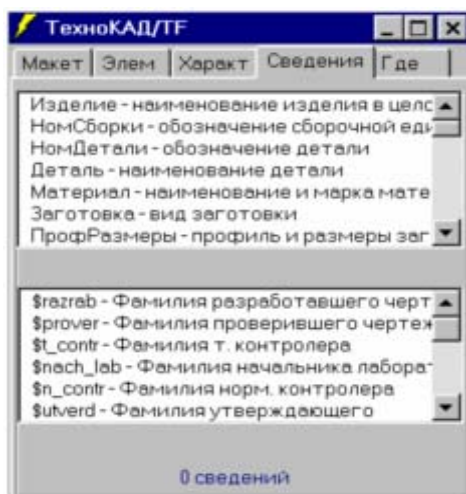 ТехноКАД/TF
Макет Элем Характ Сведения Где
Изделие - наименование изделия в целс
НомСборки - обозначение сборочной еди
НомДетали - обозначение детали
Деталь - наименование детали
Материал - наименование и марка мате
Заготовка - вид заготовки
ПрофРазмеры - профиль и размеры заг
$razrab - Фамилия разработавшего черт
$prover - Фамилия проверившего чертеж
$t_contr - Фамилия т. контролера
$nach_lab - Фамилия начальника лаборат
$n_contr - Фамилия норм. контролера
$utverd - Фамилия утверждающего
0 сведений